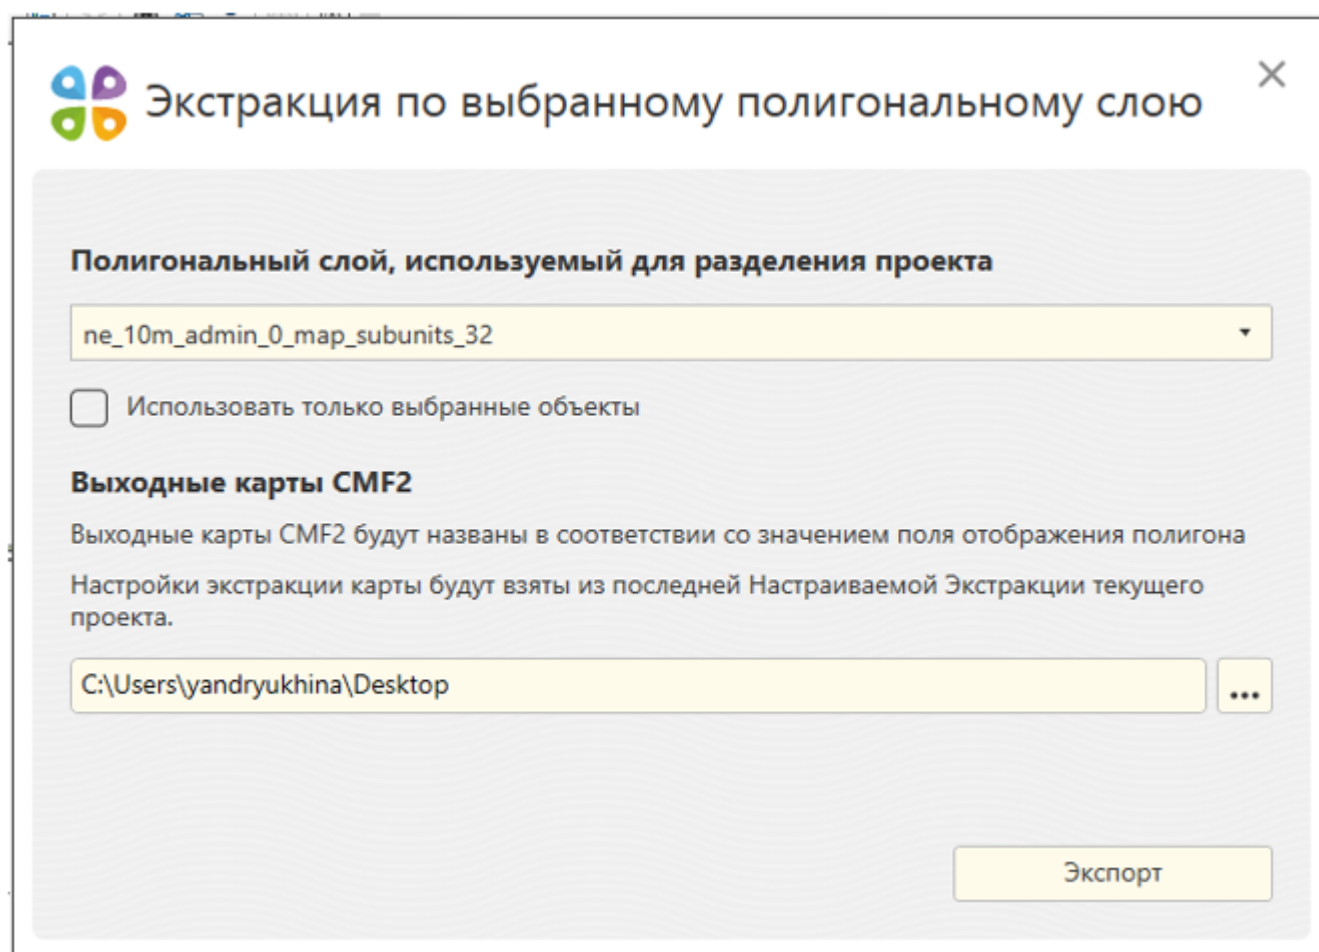 Экстракция по выбранному полигональному слою
Полигональный слой, используемый для разделения проекта
ne_10m_admin_0_map_subunits_32
Использовать только выбранные объекты
Выходные карты CMF2
Выходные карты CMF2 будут названы в соответствии со значением поля отображения полигона
Настройки экстракции карты будут взяты из последней Настраиваемой Экстракции текущего
проекта.
C:\Users\yandryukhina\Desktop
...
Экспорт